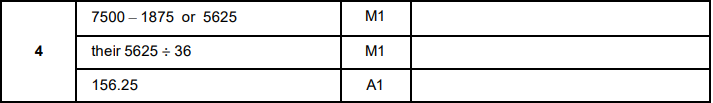 4
7500 – 1875 or 5625 M1
their 5625 ÷ 36 M1
156.25 A1